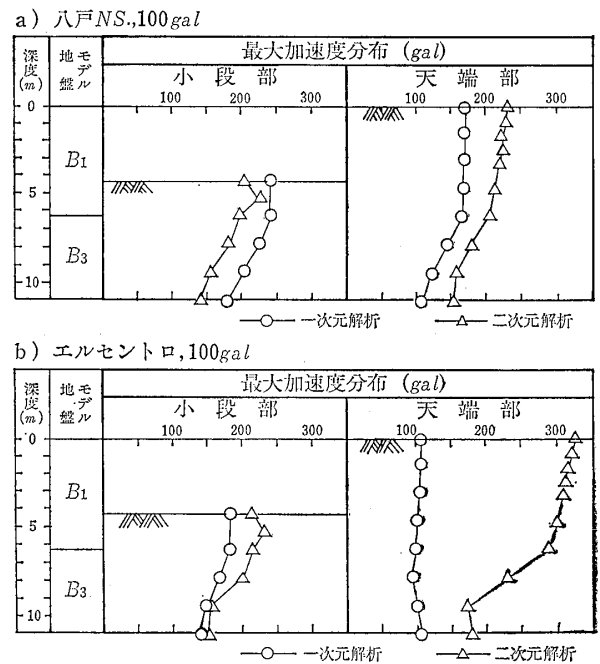 a) 八戸NS.,100gal
最大加速度分布 (gal)
深度(m)
地盤モデル
小段部
天端部
100 200 300
100 200 300
0
B1
5
B3
10
一次元解析
二次元解析
b) エルセントロ,100gal
最大加速度分布 (gal)
深度(m)
地盤モデル
小段部
天端部
100 200 300
100 200 300
0
B1
5
B3
10
一次元解析
二次元解析